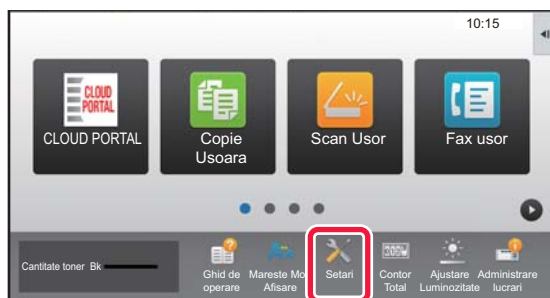 10:15
CLOUD
PORTAL
CLOUD PORTAL
Copie
Usoara
Scan Usor
Fax usor
Cantitate toner Bk
Ghid de
operare
Mareste Mo
Afisare
Setari
Contor
Total
Ajustare
Luminozitate
Administrare
lucrari